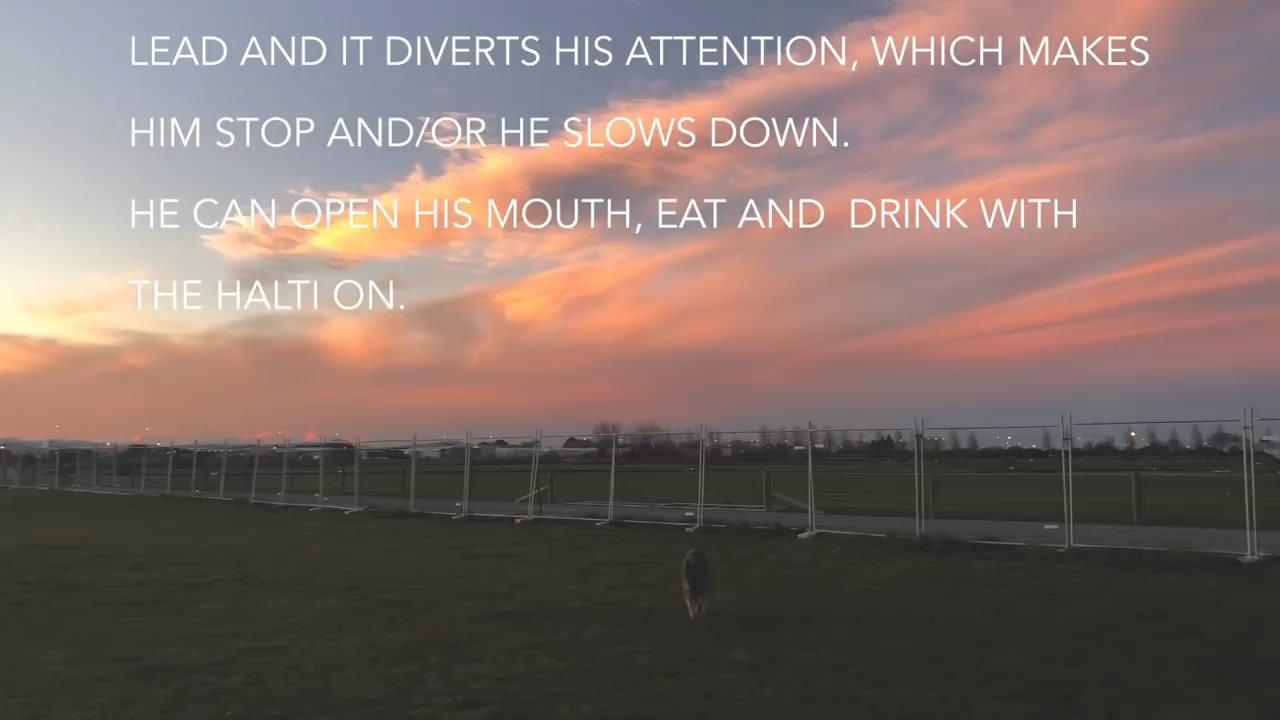 LEAD AND IT DIVERTS HIS ATTENTION, WHICH MAKES
HIM STOP AND/OR HE SLOWS DOWN.
HE CAN OPEN HIS MOUTH, EAT AND  DRINK WITH
THE HALTI ON.